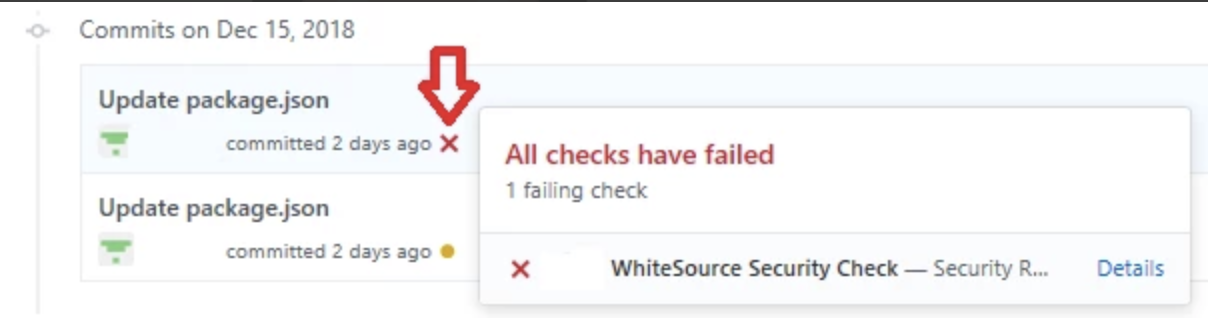 Commits on Dec 15, 2018
Update package.json
committed 2 days ago
All checks have failed
1 failing check
Update package.json
committed 2 days ago
WhiteSource Security Check — Security R... Details